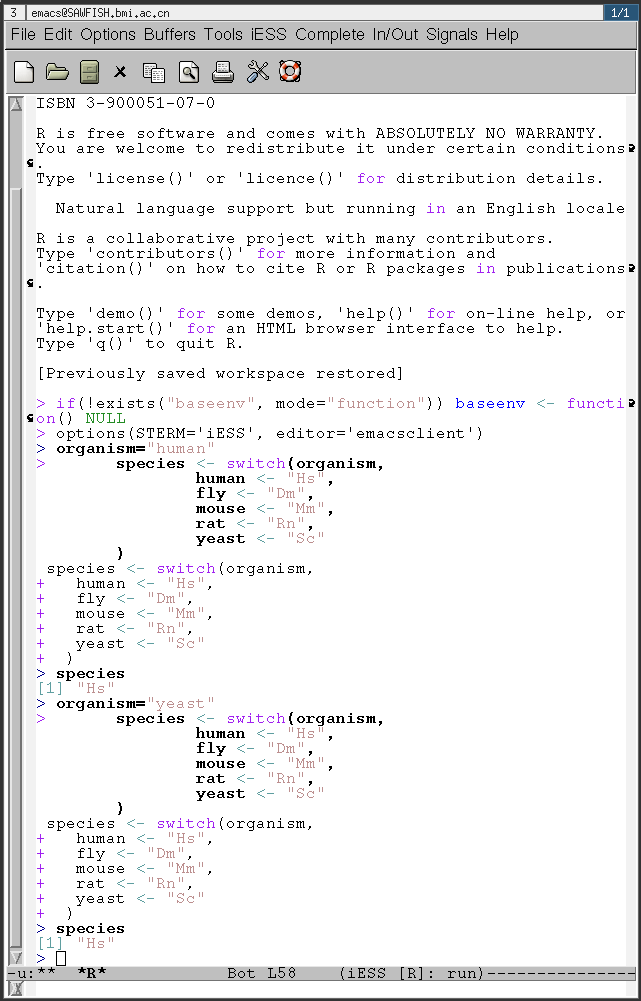 3 emacs@SAWFISH.bmi.ac.cn 1/1
File Edit Options Buffers Tools iESS Complete In/Out Signals Help
ISBN 3-900051-07-0
R is free software and comes with ABSOLUTELY NO WARRANTY.
You are welcome to redistribute it under certain conditions
.
Type 'license()' or 'licence()' for distribution details.
Natural language support but running in an English locale
R is a collaborative project with many contributors.
Type 'contributors()' for more information and
'citation()' on how to cite R or R packages in publications
.
Type 'demo()' for some demos, 'help()' for on-line help, or
'help.start()' for an HTML browser interface to help.
Type 'q()' to quit R.
[Previously saved workspace restored]
> if(!exists("baseenv", mode="function")) baseenv <- functi
on() NULL
> options(STERM='iESS', editor='emacsclient')
> organism="human"
> species <- switch(organism,
human <- "Hs",
fly <- "Dm",
mouse <- "Mm",
rat <- "Rn",
yeast <- "Sc"
)
species <- switch(organism,
+ human <- "Hs",
+ fly <- "Dm",
+ mouse <- "Mm",
+ rat <- "Rn",
+ yeast <- "Sc"
+ )
> species
[1] "Hs"
> organism="yeast"
> species <- switch(organism,
human <- "Hs",
fly <- "Dm",
mouse <- "Mm",
rat <- "Rn",
yeast <- "Sc"
)
species <- switch(organism,
+ human <- "Hs",
+ fly <- "Dm",
+ mouse <- "Mm",
+ rat <- "Rn",
+ yeast <- "Sc"
+ )
> species
[1] "Hs"
>
-u:** *R* Bot L58 (iESS [R]: run)---------------